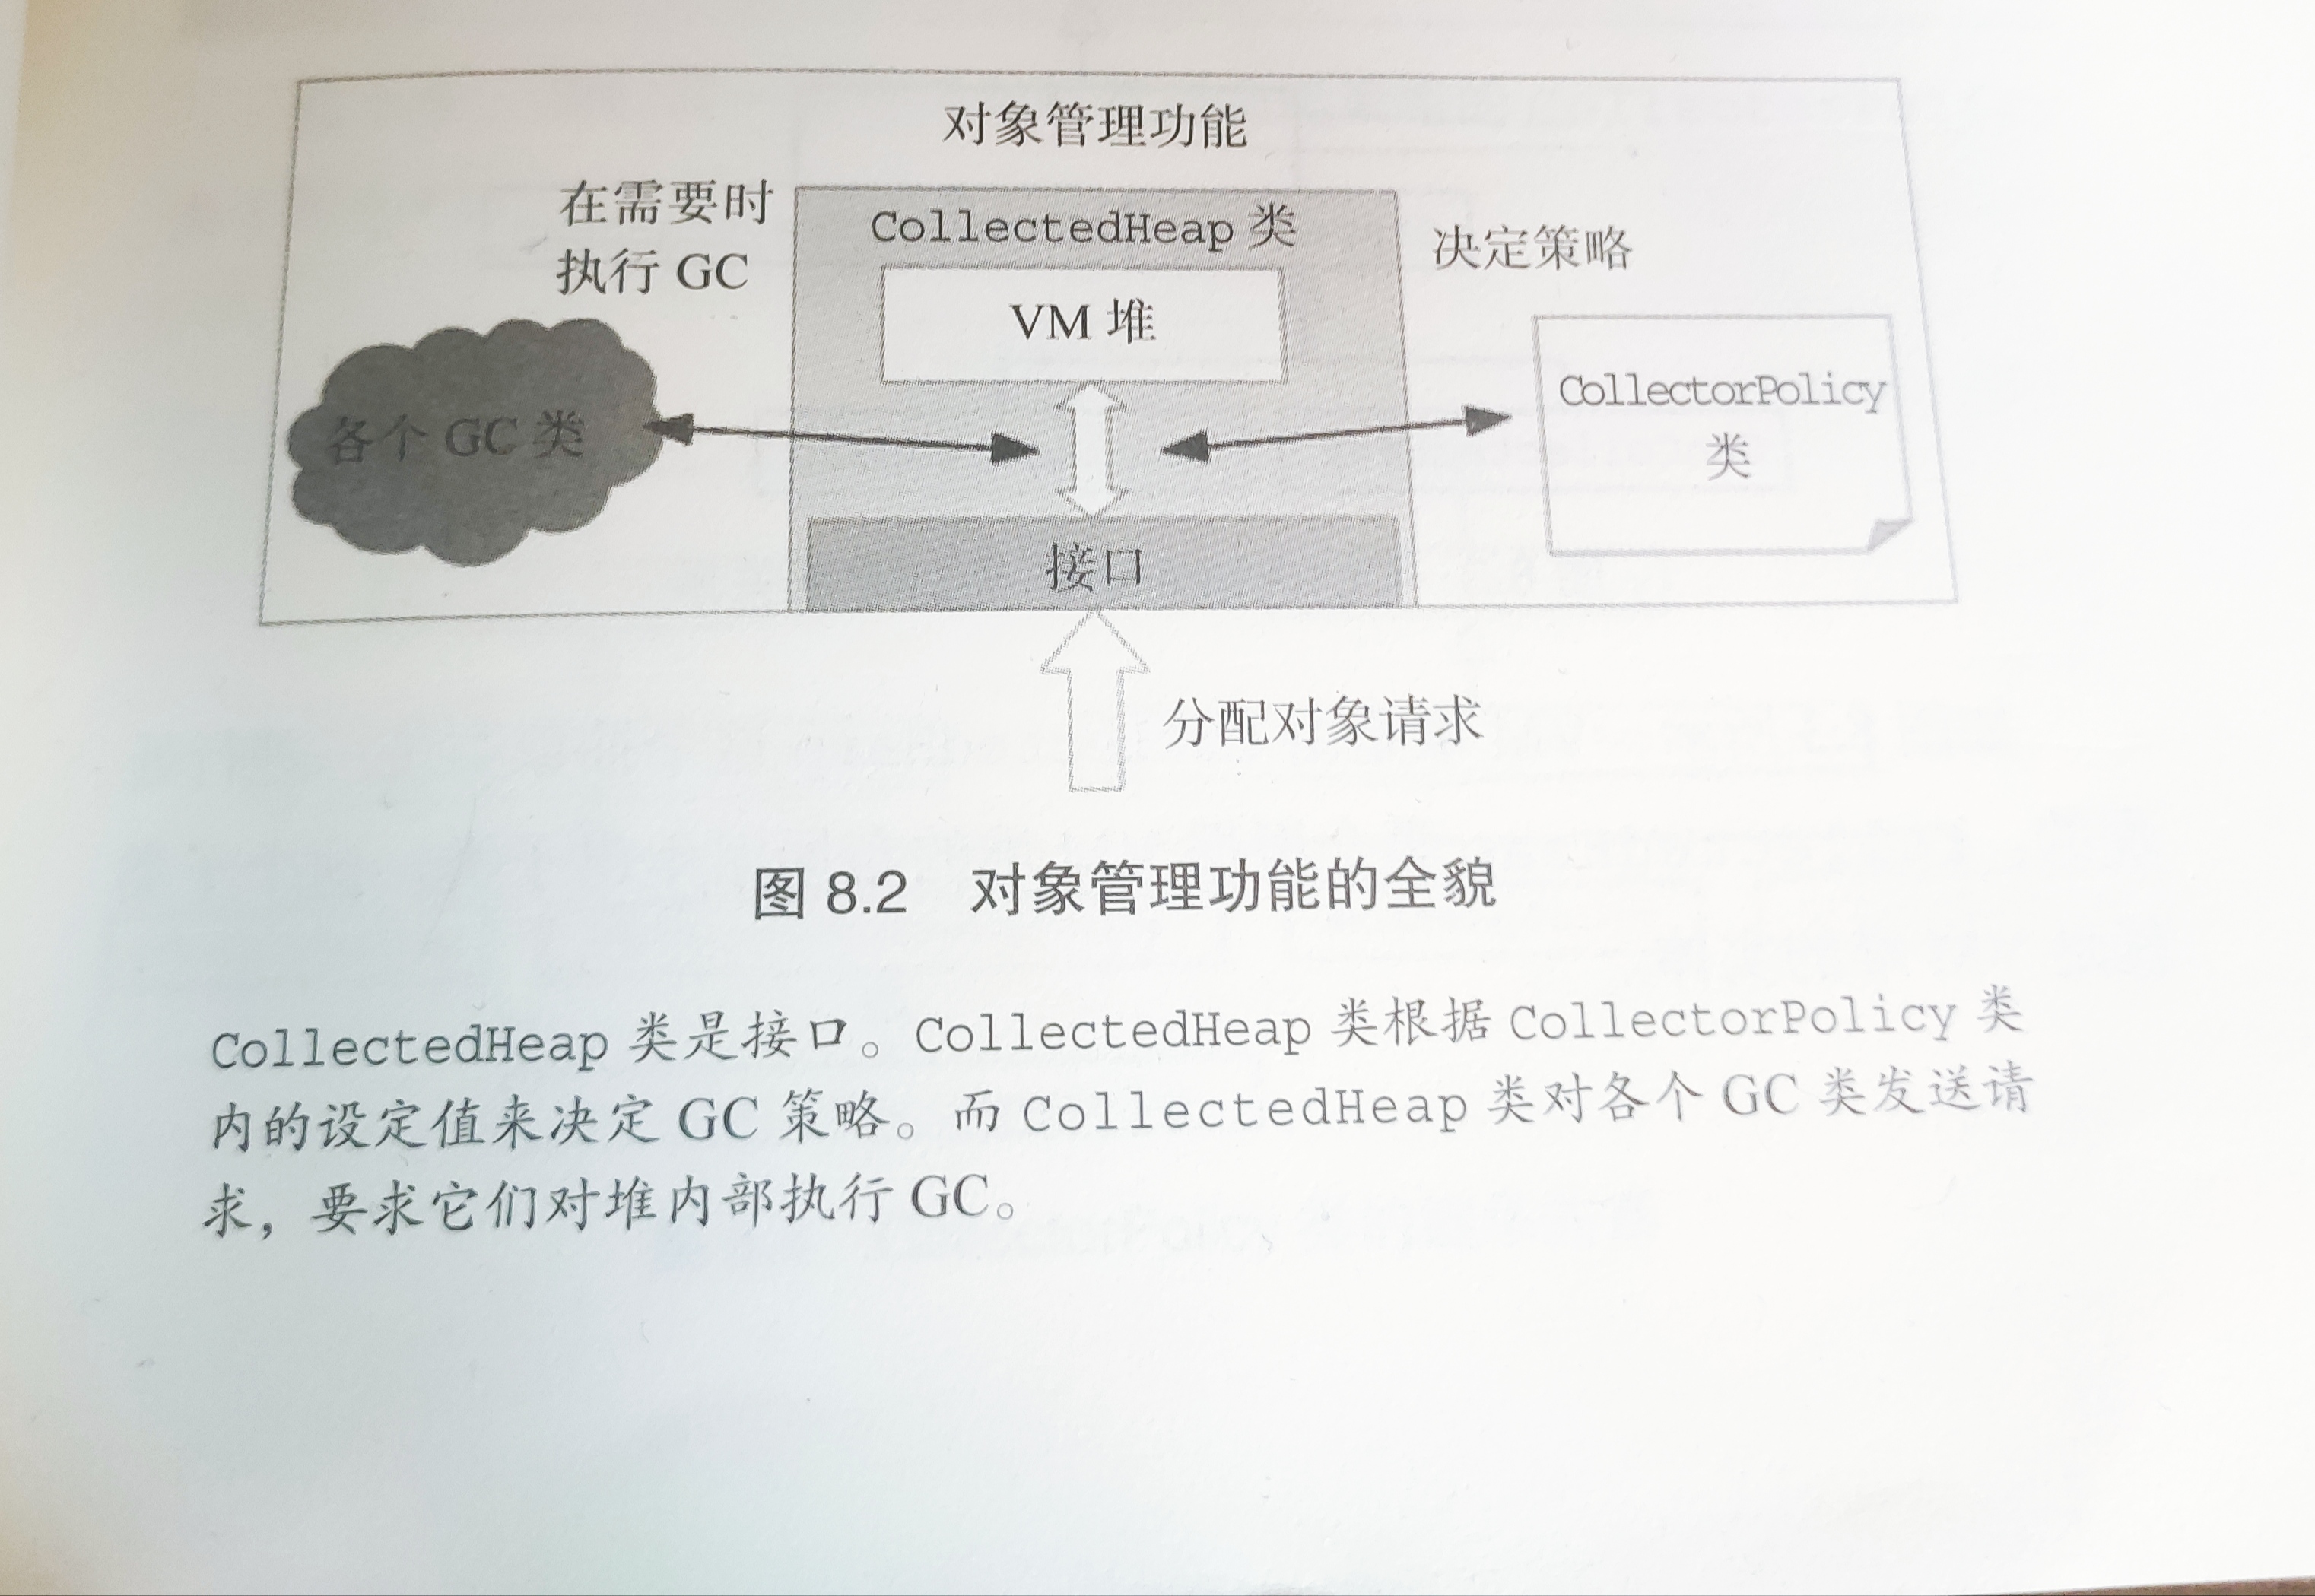 对象管理功能
在需要时
执行 GC
CollectedHeap 类
决定策略
VM 堆
各个 GC 类
CollectorPolicy
类
接口
分配对象请求
图 8.2 对象管理功能的全貌
CollectedHeap 类是接口。CollectedHeap 类根据 CollectorPolicy 类
内的设定值来决定 GC 策略。而 CollectedHeap 类对各个 GC 类发送请
求，要求它们对堆内部执行 GC。